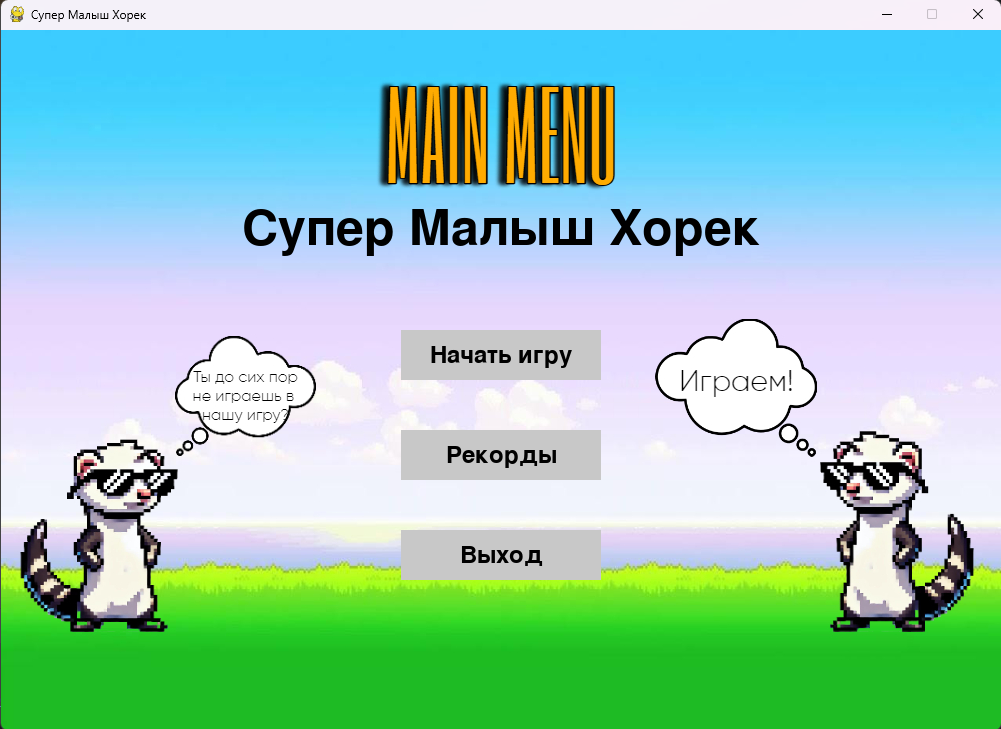 Супер Малыш Хорек
MAIN MENU
Супер Малыш Хорек
Ты до сих пор
не играешь в
нашу игру?
Играем!
Начать игру
Рекорды
Выход